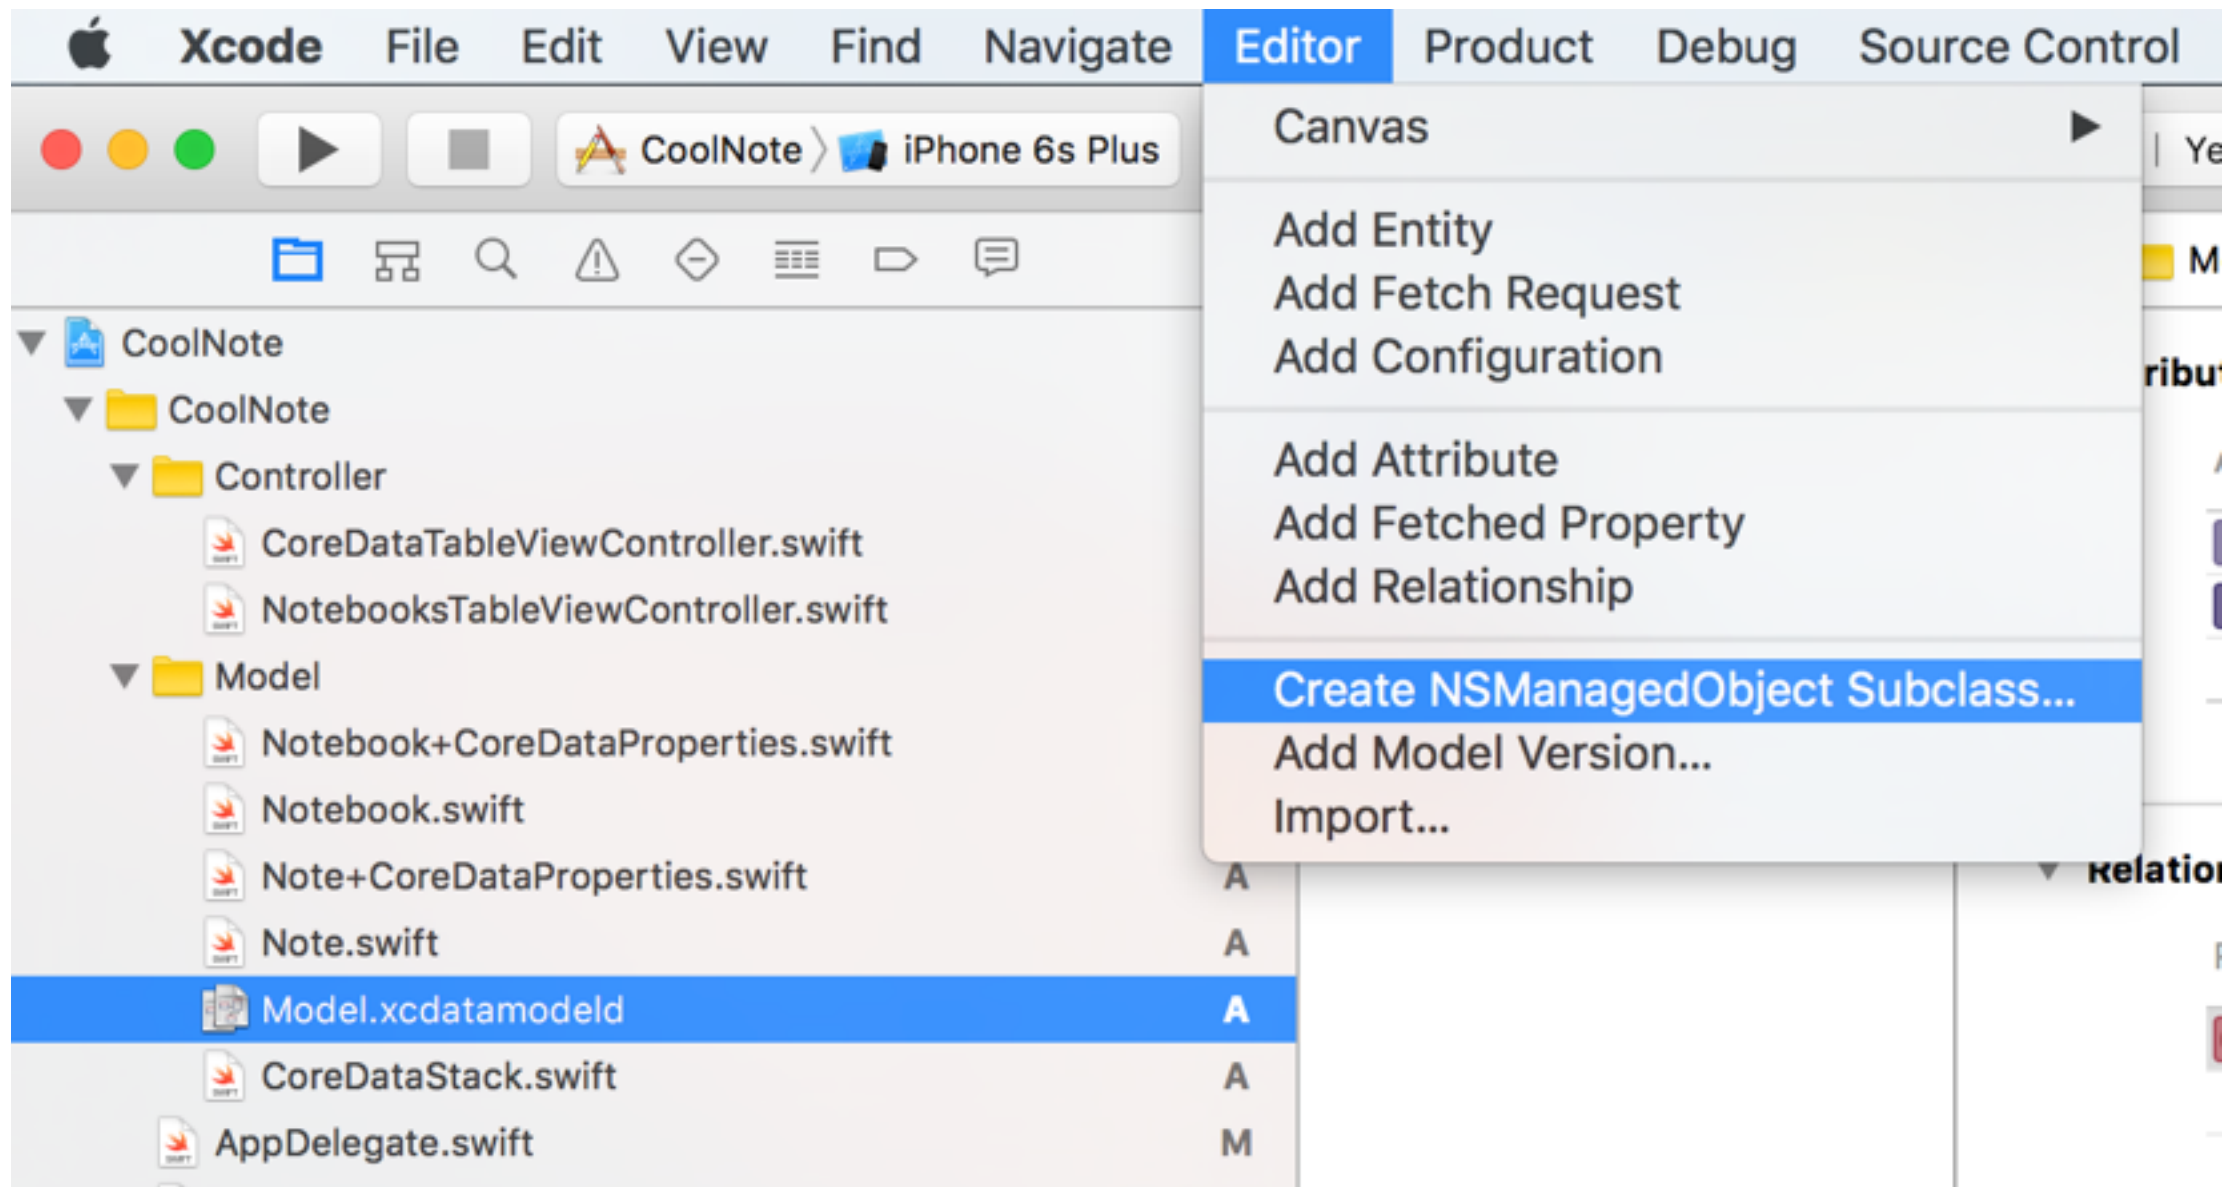 Xcode File Edit View Find Navigate Editor Product Debug Source Control
CoolNote iPhone 6s Plus
Canvas
Add Entity
Add Fetch Request
Add Configuration
Add Attribute
Add Fetched Property
Add Relationship
Create NSManagedObject Subclass...
Add Model Version...
Import...
CoolNote
CoolNote
Controller
CoreDataTableViewController.swift
NotebooksTableViewController.swift
Model
Notebook+CoreDataProperties.swift
Notebook.swift
Note+CoreDataProperties.swift A
Note.swift A
Model.xcdatamodeld A
CoreDataStack.swift A
AppDelegate.swift M